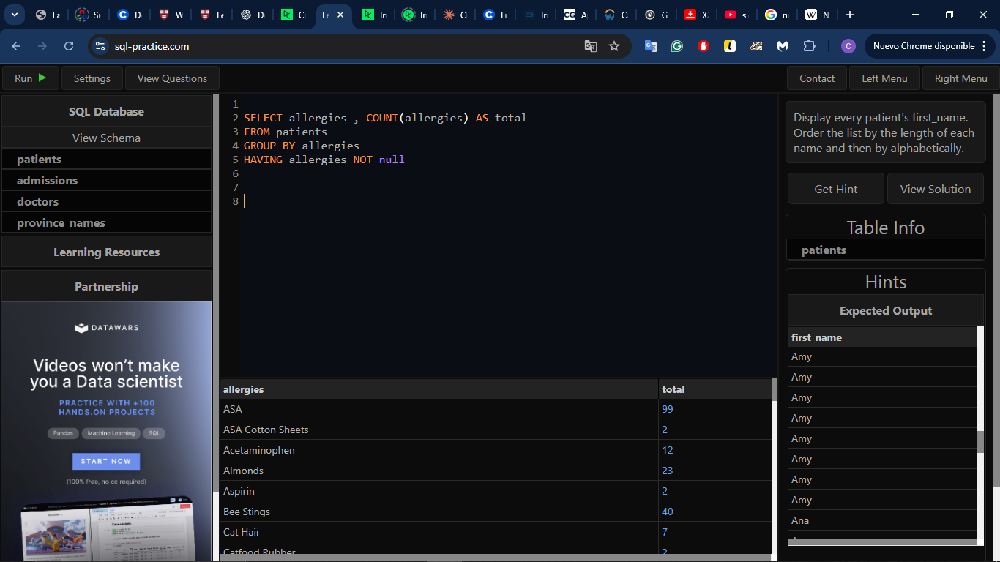 Ila
Si
D
W
Le
D
Co
Le
In
In
Cl
Fu
In
CG
A
C
G
X
sl
n
W
N
sql-practice.com
C
Nuevo Chrome disponible
Run
Settings
View Questions
Contact
Left Menu
Right Menu
SQL Database
View Schema
patients
admissions
doctors
province_names
Learning Resources
Partnership
DATAWARS
Videos won't make
you a Data scientist
PRACTICE WITH +100
HANDS.ON PROJECTS
Pandas
Machine Learning
SQL
START NOW
(100% free, no cc required)
1
2 SELECT allergies , COUNT(allergies) AS total
3 FROM patients
4 GROUP BY allergies
5 HAVING allergies NOT null
6
7
8
allergies total
ASA 99
ASA Cotton Sheets 2
Acetaminophen 12
Almonds 23
Aspirin 2
Bee Stings 40
Cat Hair 7
Catfood Rubber 2
Display every patient's first_name.
Order the list by the length of each
name and then by alphabetically.
Get Hint
View Solution
Table Info
patients
Hints
Expected Output
first_name
Amy
Amy
Amy
Amy
Amy
Amy
Amy
Amy
Ana